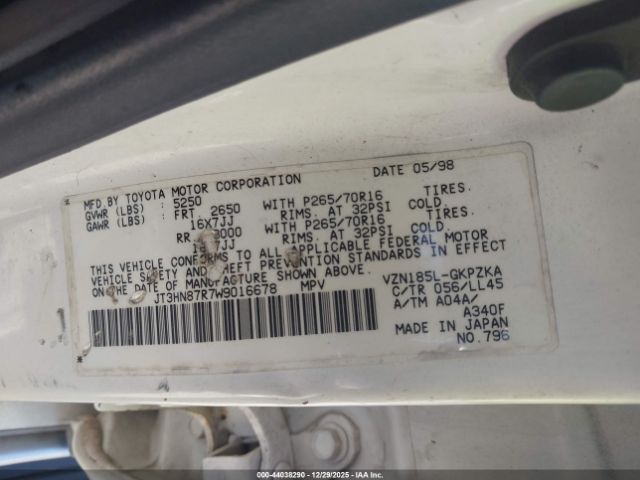 MFD. BY TOYOTA MOTOR CORPORATION DATE 05/98
GVWR (LBS) : 5250
GAWR (LBS) : FRT. 2650 WITH P265/70R16 TIRES.
16X7JJ RIMS. AT 32PSI COLD.
RR. 3000 WITH P265/70R16 TIRES.
7JJ RIMS. AT 32PSI COLD.
THIS VEHICLE CONFORMS TO ALL APPLICABLE FEDERAL MOTOR
VEHICLE SAFETY AND THEFT PREVENTION STANDARDS IN EFFECT
ON THE DATE OF MANUFACTURE SHOWN ABOVE.
JT3HN87R7W9016678 MPV
VZN185L-GKPZKA
C/TR 056/LL45
A/TM A04A/
A340F
MADE IN JAPAN
NO.796
000-44038290 - 12/29/2025 - IAA Inc.